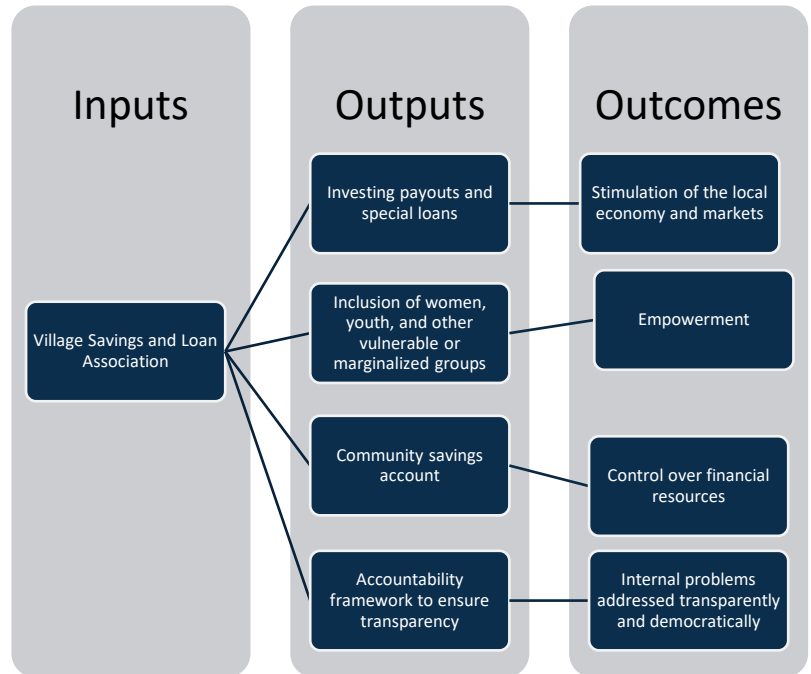 Inputs
Outputs
Outcomes
Village Savings and Loan
Association
Investing payouts and
special loans
Inclusion of women,
youth, and other
vulnerable or
marginalized groups
Community savings
account
Accountability
framework to ensure
transparency
Stimulation of the local
economy and markets
Empowerment
Control over financial
resources
Internal problems
addressed transparently
and democratically